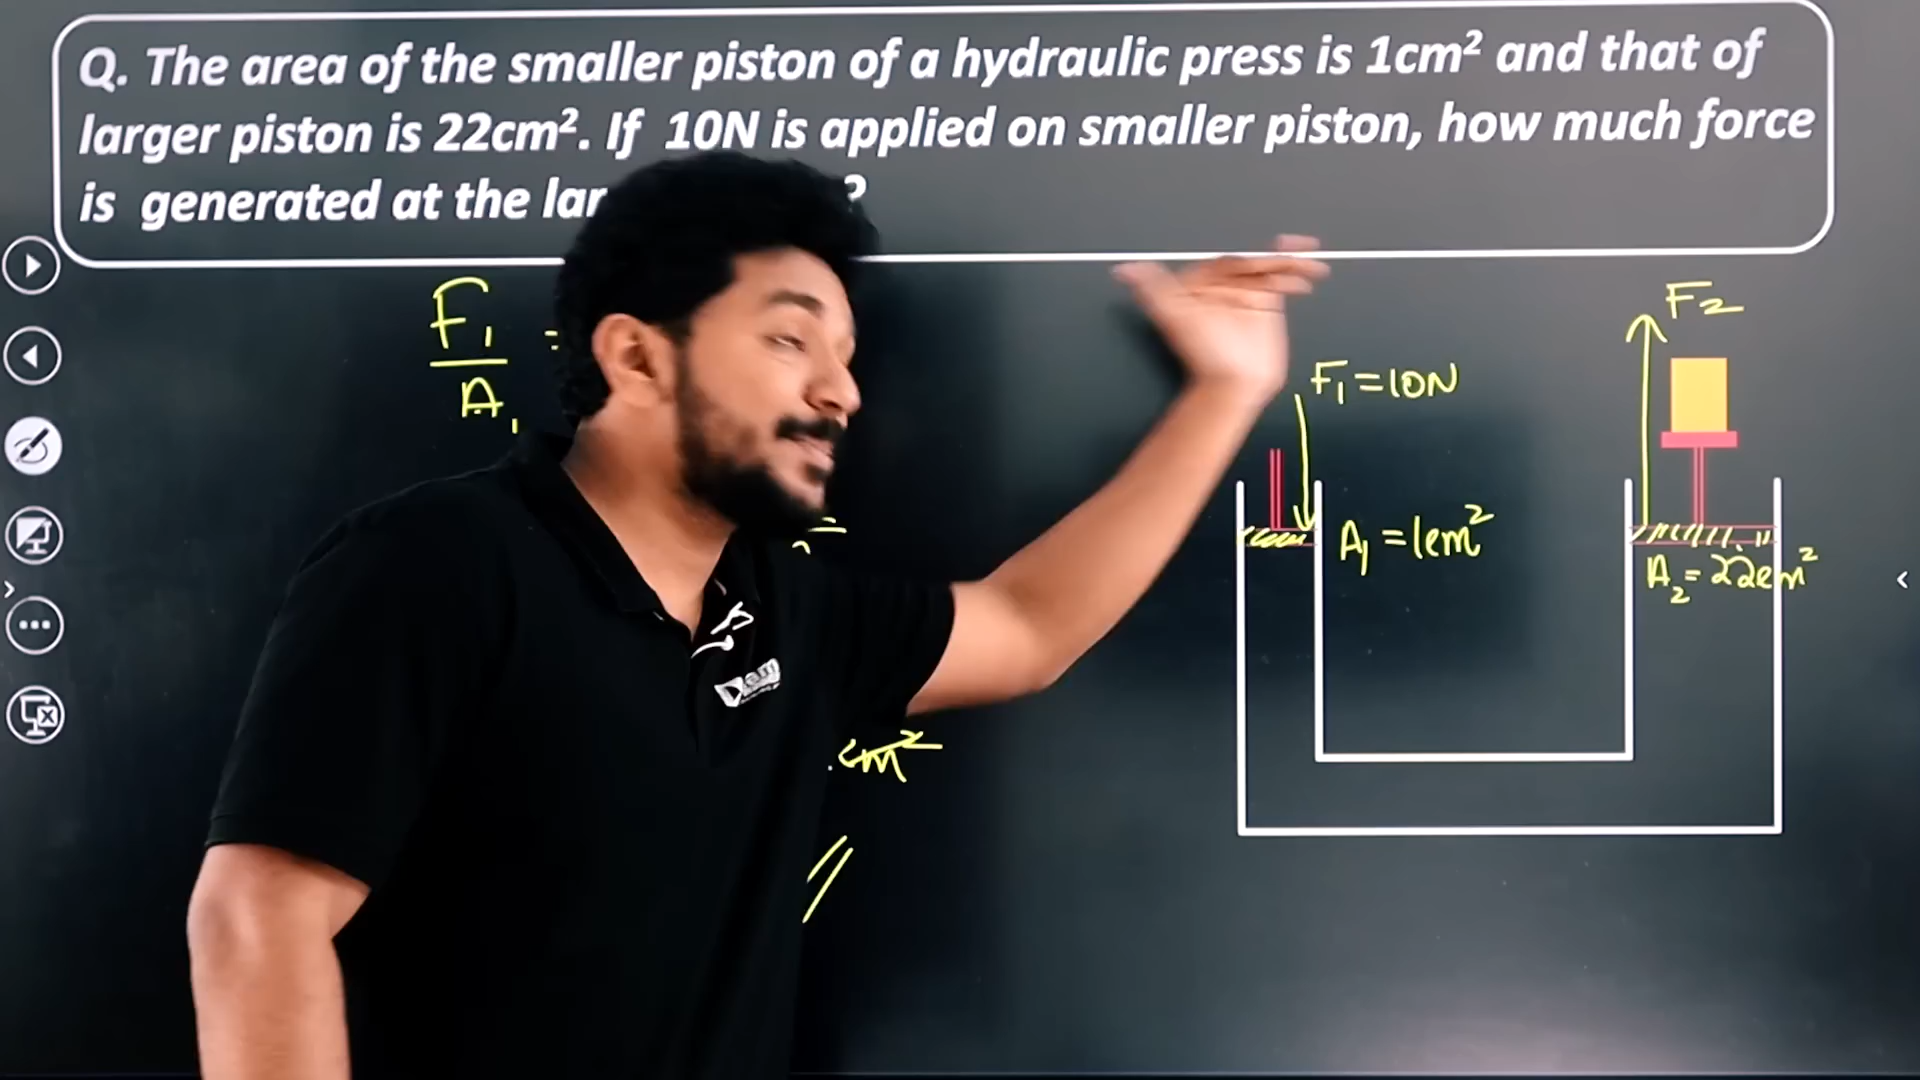 Q. The area of the smaller piston of a hydraulic press is 1cm² and that of
larger piston is 22cm². If 10N is applied on smaller piston, how much force
is generated at the lar ?
F₁ =
A₁
F₁ = 10N
F₂
A₁ = 1cm²
A₂ = 22cm²
cm²